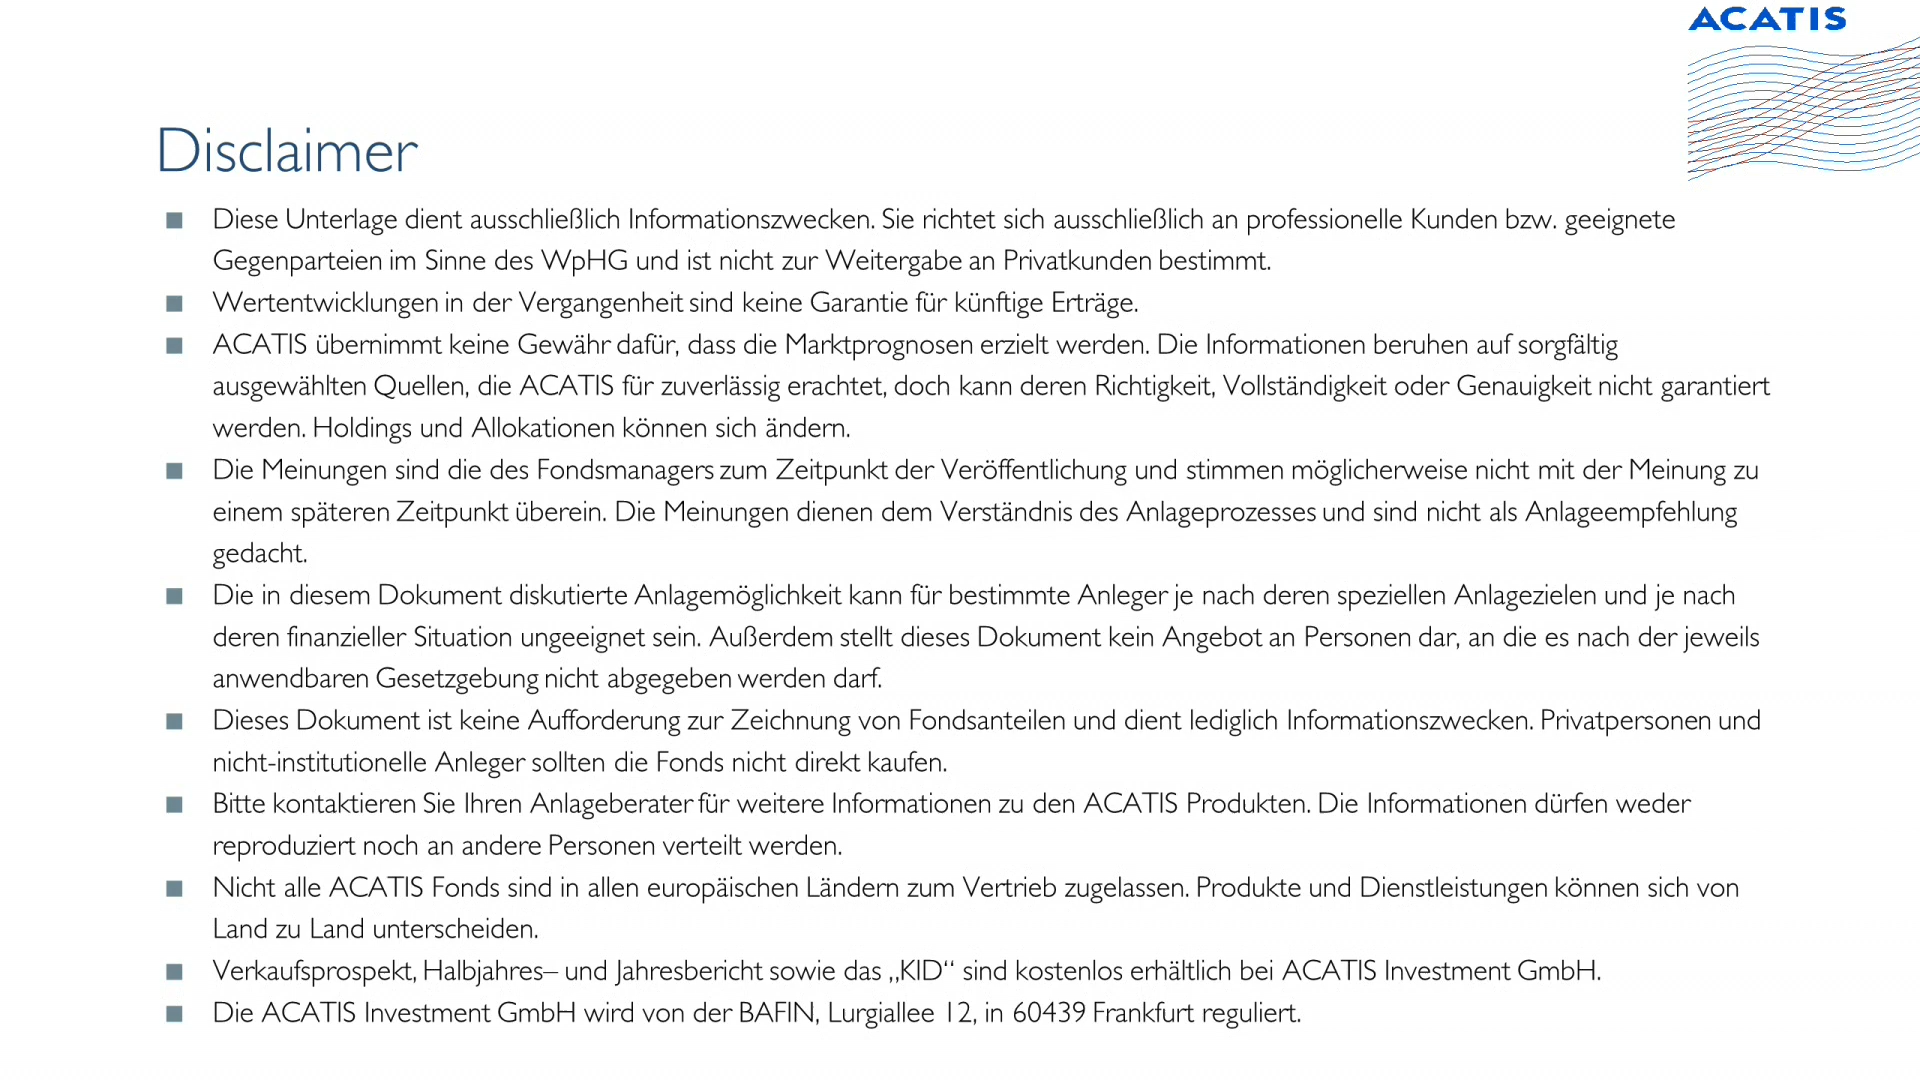 ACATIS
Disclaimer
■ Diese Unterlage dient ausschließlich Informationszwecken. Sie richtet sich ausschließlich an professionelle Kunden bzw. geeignete
Gegenparteien im Sinne des WpHG und ist nicht zur Weitergabe an Privatkunden bestimmt.
■ Wertentwicklungen in der Vergangenheit sind keine Garantie für künftige Erträge.
■ ACATIS übernimmt keine Gewähr dafür, dass die Marktprognosen erzielt werden. Die Informationen beruhen auf sorgfältig
ausgewählten Quellen, die ACATIS für zuverlässig erachtet, doch kann deren Richtigkeit, Vollständigkeit oder Genauigkeit nicht garantiert
werden. Holdings und Allokationen können sich ändern.
■ Die Meinungen sind die des Fondsmanagers zum Zeitpunkt der Veröffentlichung und stimmen möglicherweise nicht mit der Meinung zu
einem späteren Zeitpunkt überein. Die Meinungen dienen dem Verständnis des Anlageprozesses und sind nicht als Anlageempfehlung
gedacht.
■ Die in diesem Dokument diskutierte Anlagemöglichkeit kann für bestimmte Anleger je nach deren speziellen Anlagezielen und je nach
deren finanzieller Situation ungeeignet sein. Außerdem stellt dieses Dokument kein Angebot an Personen dar, an die es nach der jeweils
anwendbaren Gesetzgebung nicht abgegeben werden darf.
■ Dieses Dokument ist keine Aufforderung zur Zeichnung von Fondsanteilen und dient lediglich Informationszwecken. Privatpersonen und
nicht-institutionelle Anleger sollten die Fonds nicht direkt kaufen.
■ Bitte kontaktieren Sie Ihren Anlageberater für weitere Informationen zu den ACATIS Produkten. Die Informationen dürfen weder
reproduziert noch an andere Personen verteilt werden.
■ Nicht alle ACATIS Fonds sind in allen europäischen Ländern zum Vertrieb zugelassen. Produkte und Dienstleistungen können sich von
Land zu Land unterscheiden.
■ Verkaufsprospekt, Halbjahres– und Jahresbericht sowie das „KID“ sind kostenlos erhältlich bei ACATIS Investment GmbH.
■ Die ACATIS Investment GmbH wird von der BAFIN, Lurgiallee 12, in 60439 Frankfurt reguliert.